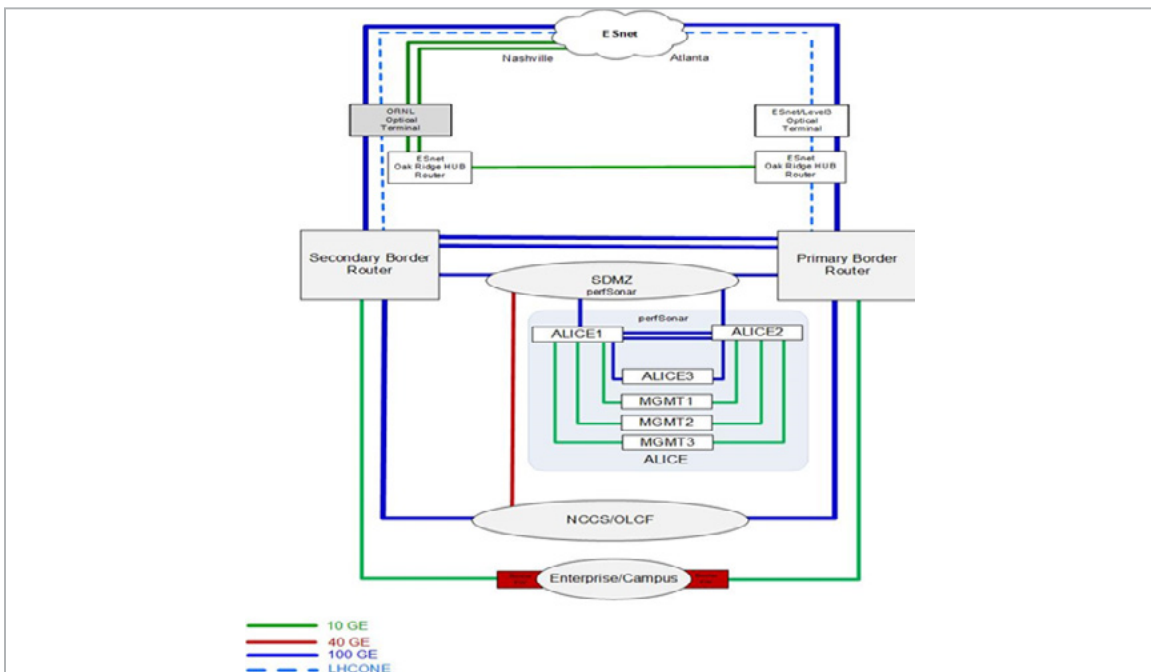 ESnet
Nashville
Atlanta
ORNL
Optical
Terminal
ESnet/Level3
Optical
Terminal
ESnet
Oak Ridge HUB
Router
ESnet
Oak Ridge HUB
Router
Secondary Border
Router
Primary Border
Router
SDMZ
perfSonar
perfSonar
ALICE1
ALICE2
ALICE3
MGMT1
MGMT2
MGMT3
ALICE
NCCS/OLCF
Enterprise/Campus
10 GE
40 GE
100 GE
LHCONE